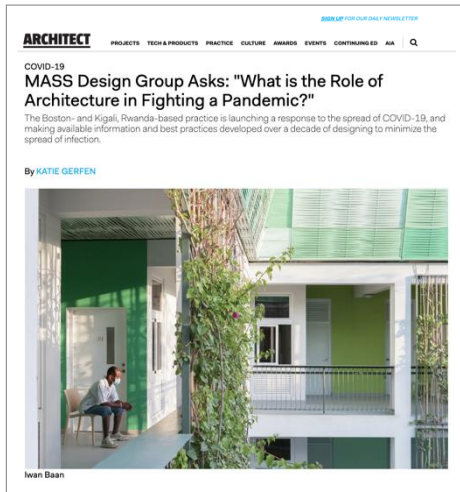 SIGN UP FOR OUR DAILY NEWSLETTER
ARCHITECT PROJECTS TECH & PRODUCTS PRACTICE CULTURE AWARDS EVENTS CONTINUING ED AIA
COVID-19
MASS Design Group Asks: "What is the Role of
Architecture in Fighting a Pandemic?"
The Boston- and Kigali, Rwanda-based practice is launching a response to the spread of COVID-19, and
making available information and best practices developed over a decade of designing to minimize the
spread of infection.
By KATIE GERFEN
Iwan Baan